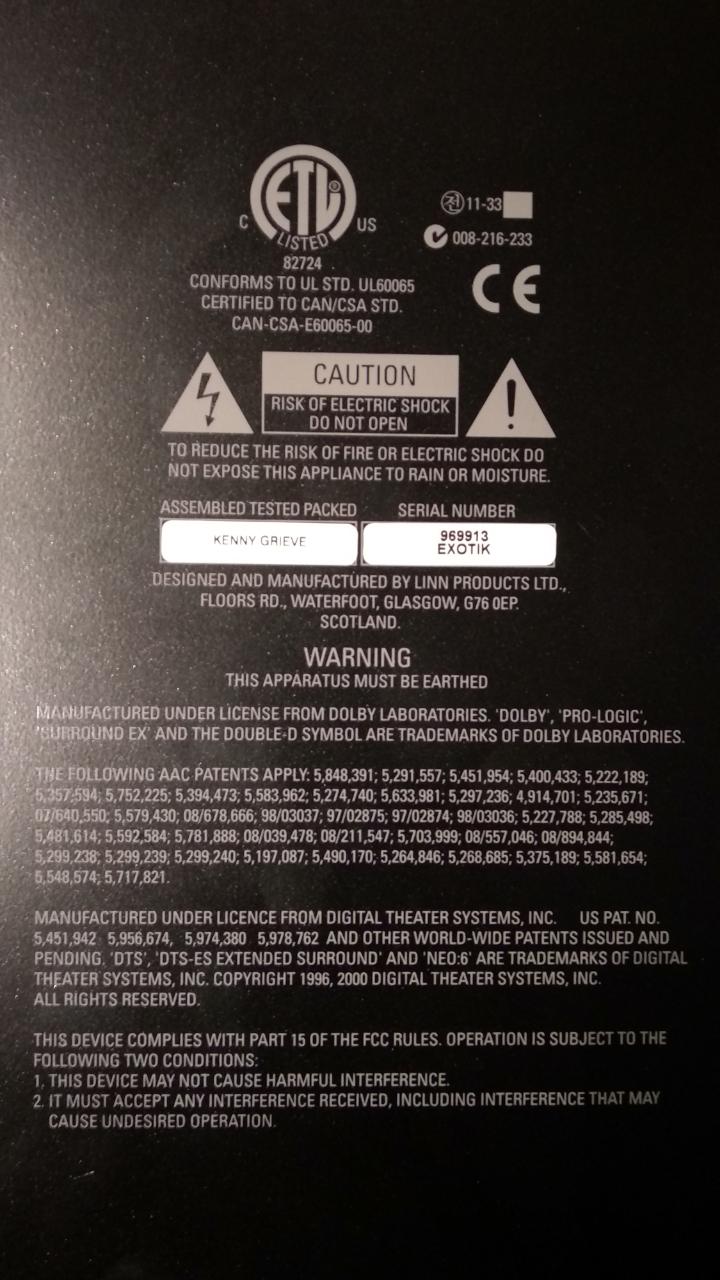 ETL®
C
US
LISTED
82724
CONFORMS TO UL STD. UL60065
CERTIFIED TO CAN/CSA STD.
CAN-CSA-E60065-00
전 11-33
008-216-233
CE
CAUTION
RISK OF ELECTRIC SHOCK
DO NOT OPEN
!
TO REDUCE THE RISK OF FIRE OR ELECTRIC SHOCK DO
NOT EXPOSE THIS APPLIANCE TO RAIN OR MOISTURE.
ASSEMBLED TESTED PACKED
SERIAL NUMBER
KENNY GRIEVE
969913
EXOTIK
DESIGNED AND MANUFACTURED BY LINN PRODUCTS LTD.,
FLOORS RD., WATERFOOT, GLASGOW, G76 0EP.
SCOTLAND.
WARNING
THIS APPARATUS MUST BE EARTHED
MANUFACTURED UNDER LICENSE FROM DOLBY LABORATORIES. 'DOLBY', 'PRO-LOGIC',
'SURROUND EX' AND THE DOUBLE-D SYMBOL ARE TRADEMARKS OF DOLBY LABORATORIES.
THE FOLLOWING AAC PATENTS APPLY: 5,848,391; 5,291,557; 5,451,954; 5,400,433; 5,222,189;
5,357,594; 5,752,225; 5,394,473; 5,583,962; 5,274,740; 5,633,981; 5,297,236; 4,914,701; 5,235,671;
07/640,550; 5,579,430; 08/678,666; 98/03037; 97/02875; 97/02874; 98/03036; 5,227,788; 5,285,498;
5,481,614; 5,592,584; 5,781,888; 08/039,478; 08/211,547; 5,703,999; 08/557,046; 08/894,844;
5,299,238; 5,299,239; 5,299,240; 5,197,087; 5,490,170; 5,264,846; 5,268,685; 5,375,189; 5,581,654;
5,548,574; 5,717,821.
MANUFACTURED UNDER LICENCE FROM DIGITAL THEATER SYSTEMS, INC. US PAT. NO.
5,451,942 5,956,674, 5,974,380 5,978,762 AND OTHER WORLD-WIDE PATENTS ISSUED AND
PENDING. 'DTS', 'DTS-ES EXTENDED SURROUND' AND 'NEO:6' ARE TRADEMARKS OF DIGITAL
THEATER SYSTEMS, INC. COPYRIGHT 1996, 2000 DIGITAL THEATER SYSTEMS, INC.
ALL RIGHTS RESERVED.
THIS DEVICE COMPLIES WITH PART 15 OF THE FCC RULES. OPERATION IS SUBJECT TO THE
FOLLOWING TWO CONDITIONS:
1. THIS DEVICE MAY NOT CAUSE HARMFUL INTERFERENCE.
2. IT MUST ACCEPT ANY INTERFERENCE RECEIVED, INCLUDING INTERFERENCE THAT MAY
CAUSE UNDESIRED OPERATION.